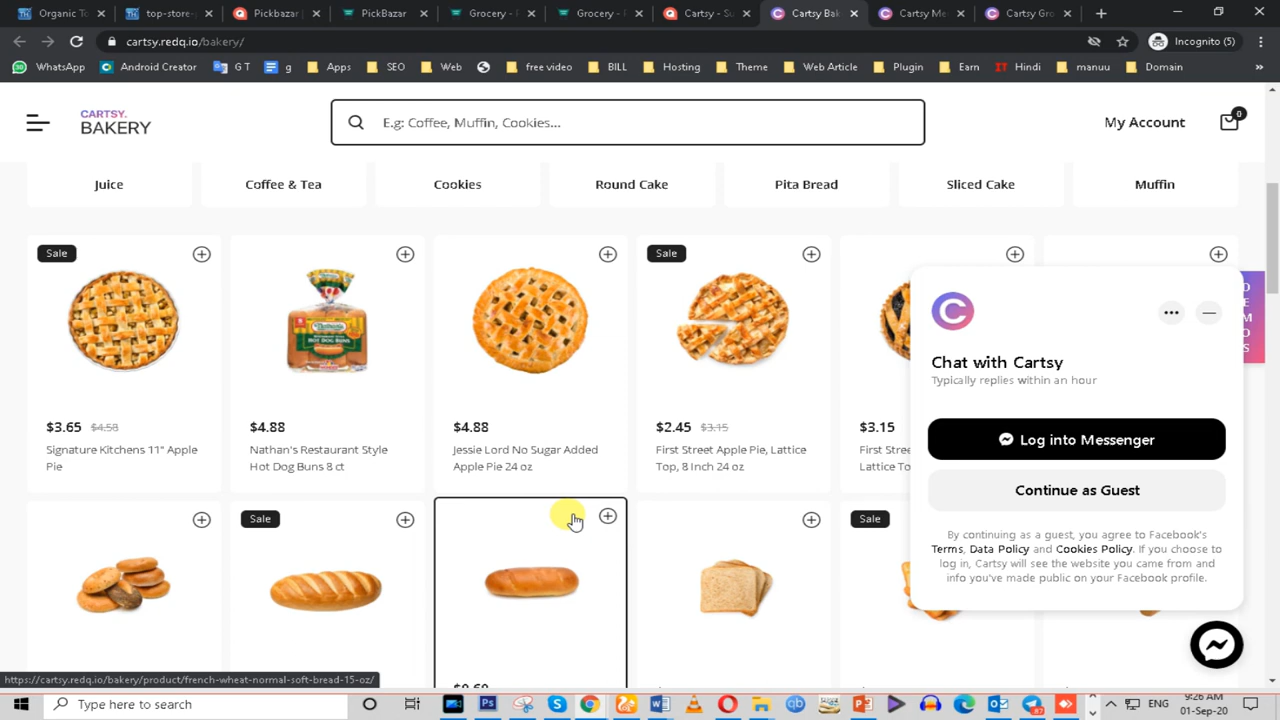 Organic To
top-store-
Pickbazar |
PickBazar
Grocery -
Grocery -
Cartsy - Su
Cartsy Bak
Cartsy Me
Cartsy Gro
cartsy.redq.io/bakery/
Incognito (5)
WhatsApp
Android Creator
G T
g
Apps
SEO
Web
free video
BILL
Hosting
Theme
Web Article
Plugin
Earn
Hindi
manuu
Domain
CARTSY.
BAKERY
E.g: Coffee, Muffin, Cookies...
My Account
0
Juice
Coffee & Tea
Cookies
Round Cake
Pita Bread
Sliced Cake
Muffin
Sale
Sale
$3.65 $4.58
Signature Kitchens 11" Apple
Pie
$4.88
Nathan's Restaurant Style
Hot Dog Buns 8 ct
$4.88
Jessie Lord No Sugar Added
Apple Pie 24 oz
$2.45 $3.15
First Street Apple Pie, Lattice
Top, 8 Inch 24 oz
$3.15
First Stree
Lattice To
DEMOS
Chat with Cartsy
Typically replies within an hour
Log into Messenger
Continue as Guest
By continuing as a guest, you agree to Facebook's
Terms, Data Policy and Cookies Policy. If you choose to
log in, Cartsy will see the website you came from and
info you've made public on your Facebook profile.
Sale
Sale
https://cartsy.redq.io/bakery/product/french-wheat-normal-soft-bread-15-oz/
Type here to search
ENG
9:26 AM
01-Sep-20